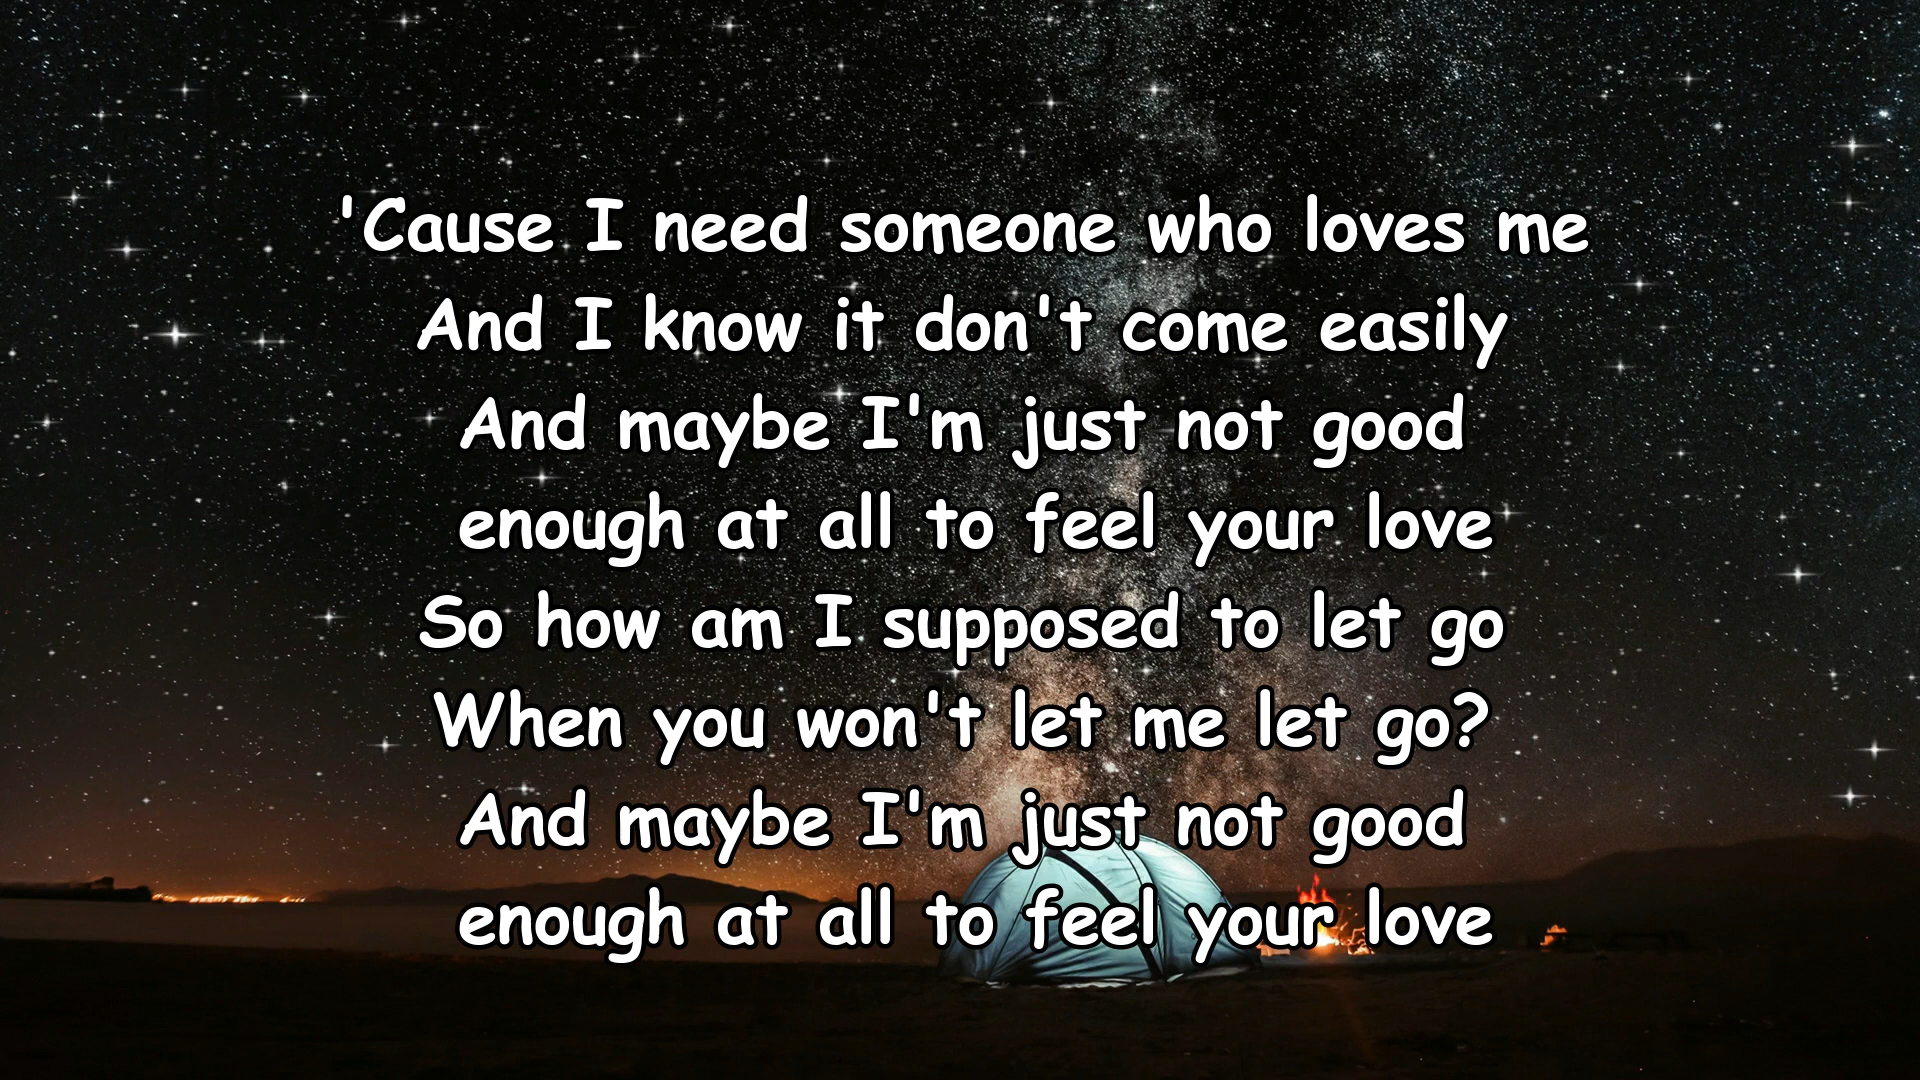 'Cause I need someone who loves me
And I know it don't come easily
And maybe I'm just not good
enough at all to feel your love
So how am I supposed to let go
When you won't let me let go?
And maybe I'm just not good
enough at all to feel your love